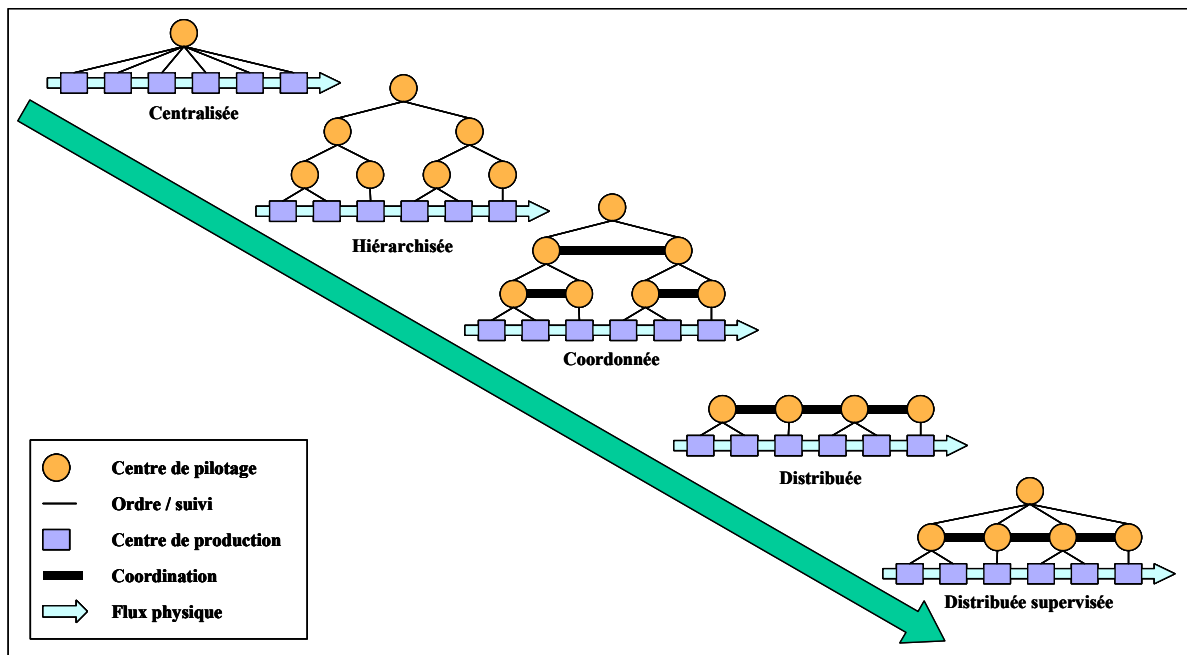 Centralisée
Hiérarchisée
Coordonnée
Distribuée
Distribuée supervisée
Centre de pilotage
Ordre / suivi
Centre de production
Coordination
Flux physique